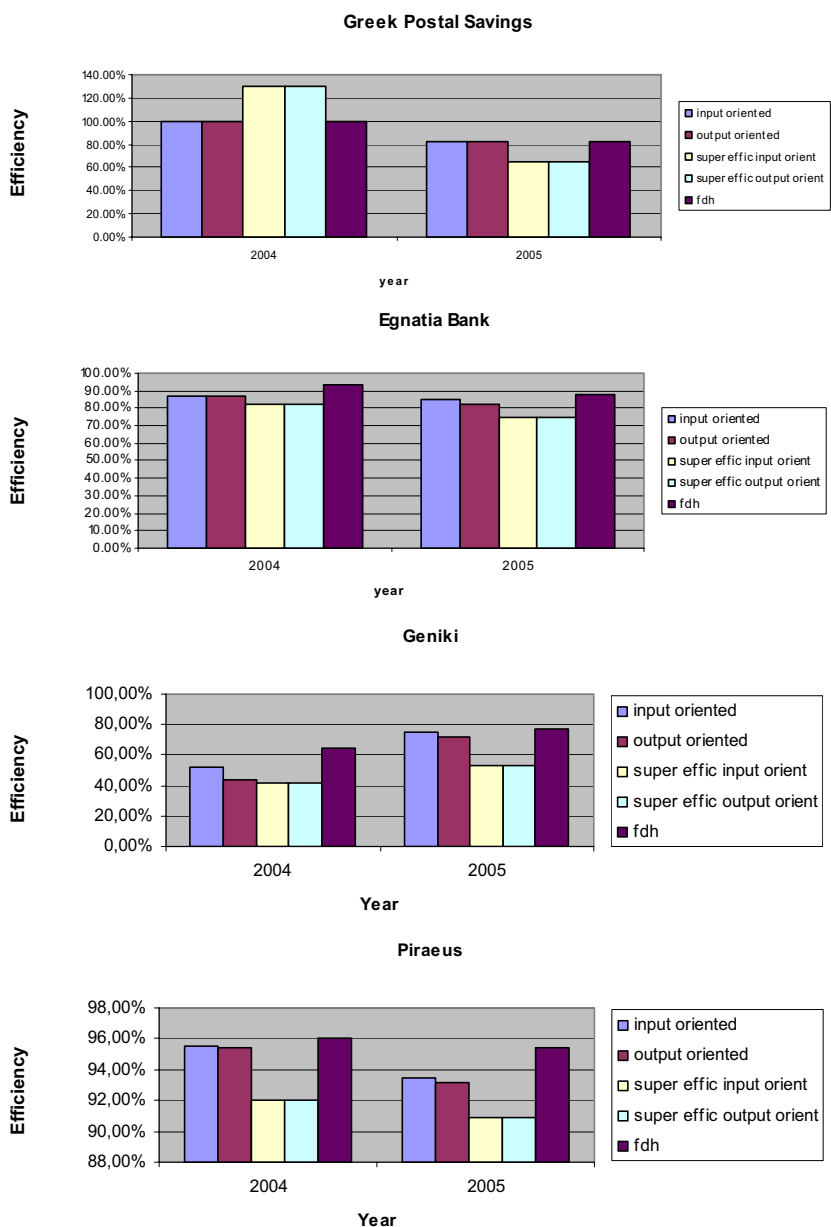 Greek Postal Savings
Efficiency
140.00%
120.00%
100.00%
80.00%
60.00%
40.00%
20.00%
0.00%
2004
2005
year
input oriented
output oriented
super effic input orient
super effic output orient
fdh
Egnatia Bank
Efficiency
100.00%
90.00%
80.00%
70.00%
60.00%
50.00%
40.00%
30.00%
20.00%
10.00%
0.00%
2004
2005
year
input oriented
output oriented
super effic input orient
super effic output orient
fdh
Geniki
Efficiency
100,00%
80,00%
60,00%
40,00%
20,00%
0,00%
2004
2005
Year
input oriented
output oriented
super effic input orient
super effic output orient
fdh
Piraeus
Efficiency
98,00%
96,00%
94,00%
92,00%
90,00%
88,00%
2004
2005
Year
input oriented
output oriented
super effic input orient
super effic output orient
fdh